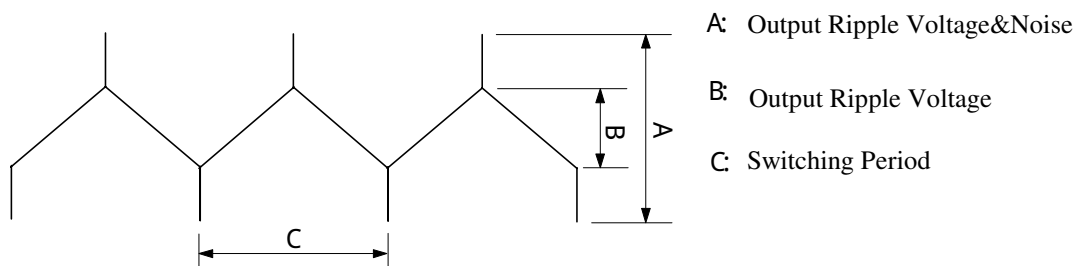 A: Output Ripple Voltage&Noise
B: Output Ripple Voltage
C: Switching Period
A
B
C